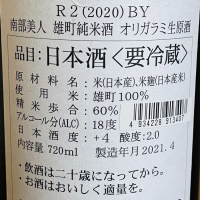 R2(2020)BY
南部美人 雄町純米酒 オリガラミ生原酒
品目:日本酒〈要冷蔵〉
原材料名:米(日本産)、米麹(日本産米)
使用米:雄町100%
精米歩合:60%
アルコール分(ALC):18度
日本酒度:+4 酸度:2.0
内容量720ml 製造年月2021.4
4 934228 913407
・飲酒は二十歳になってから。
・お酒はおいしく適量を。